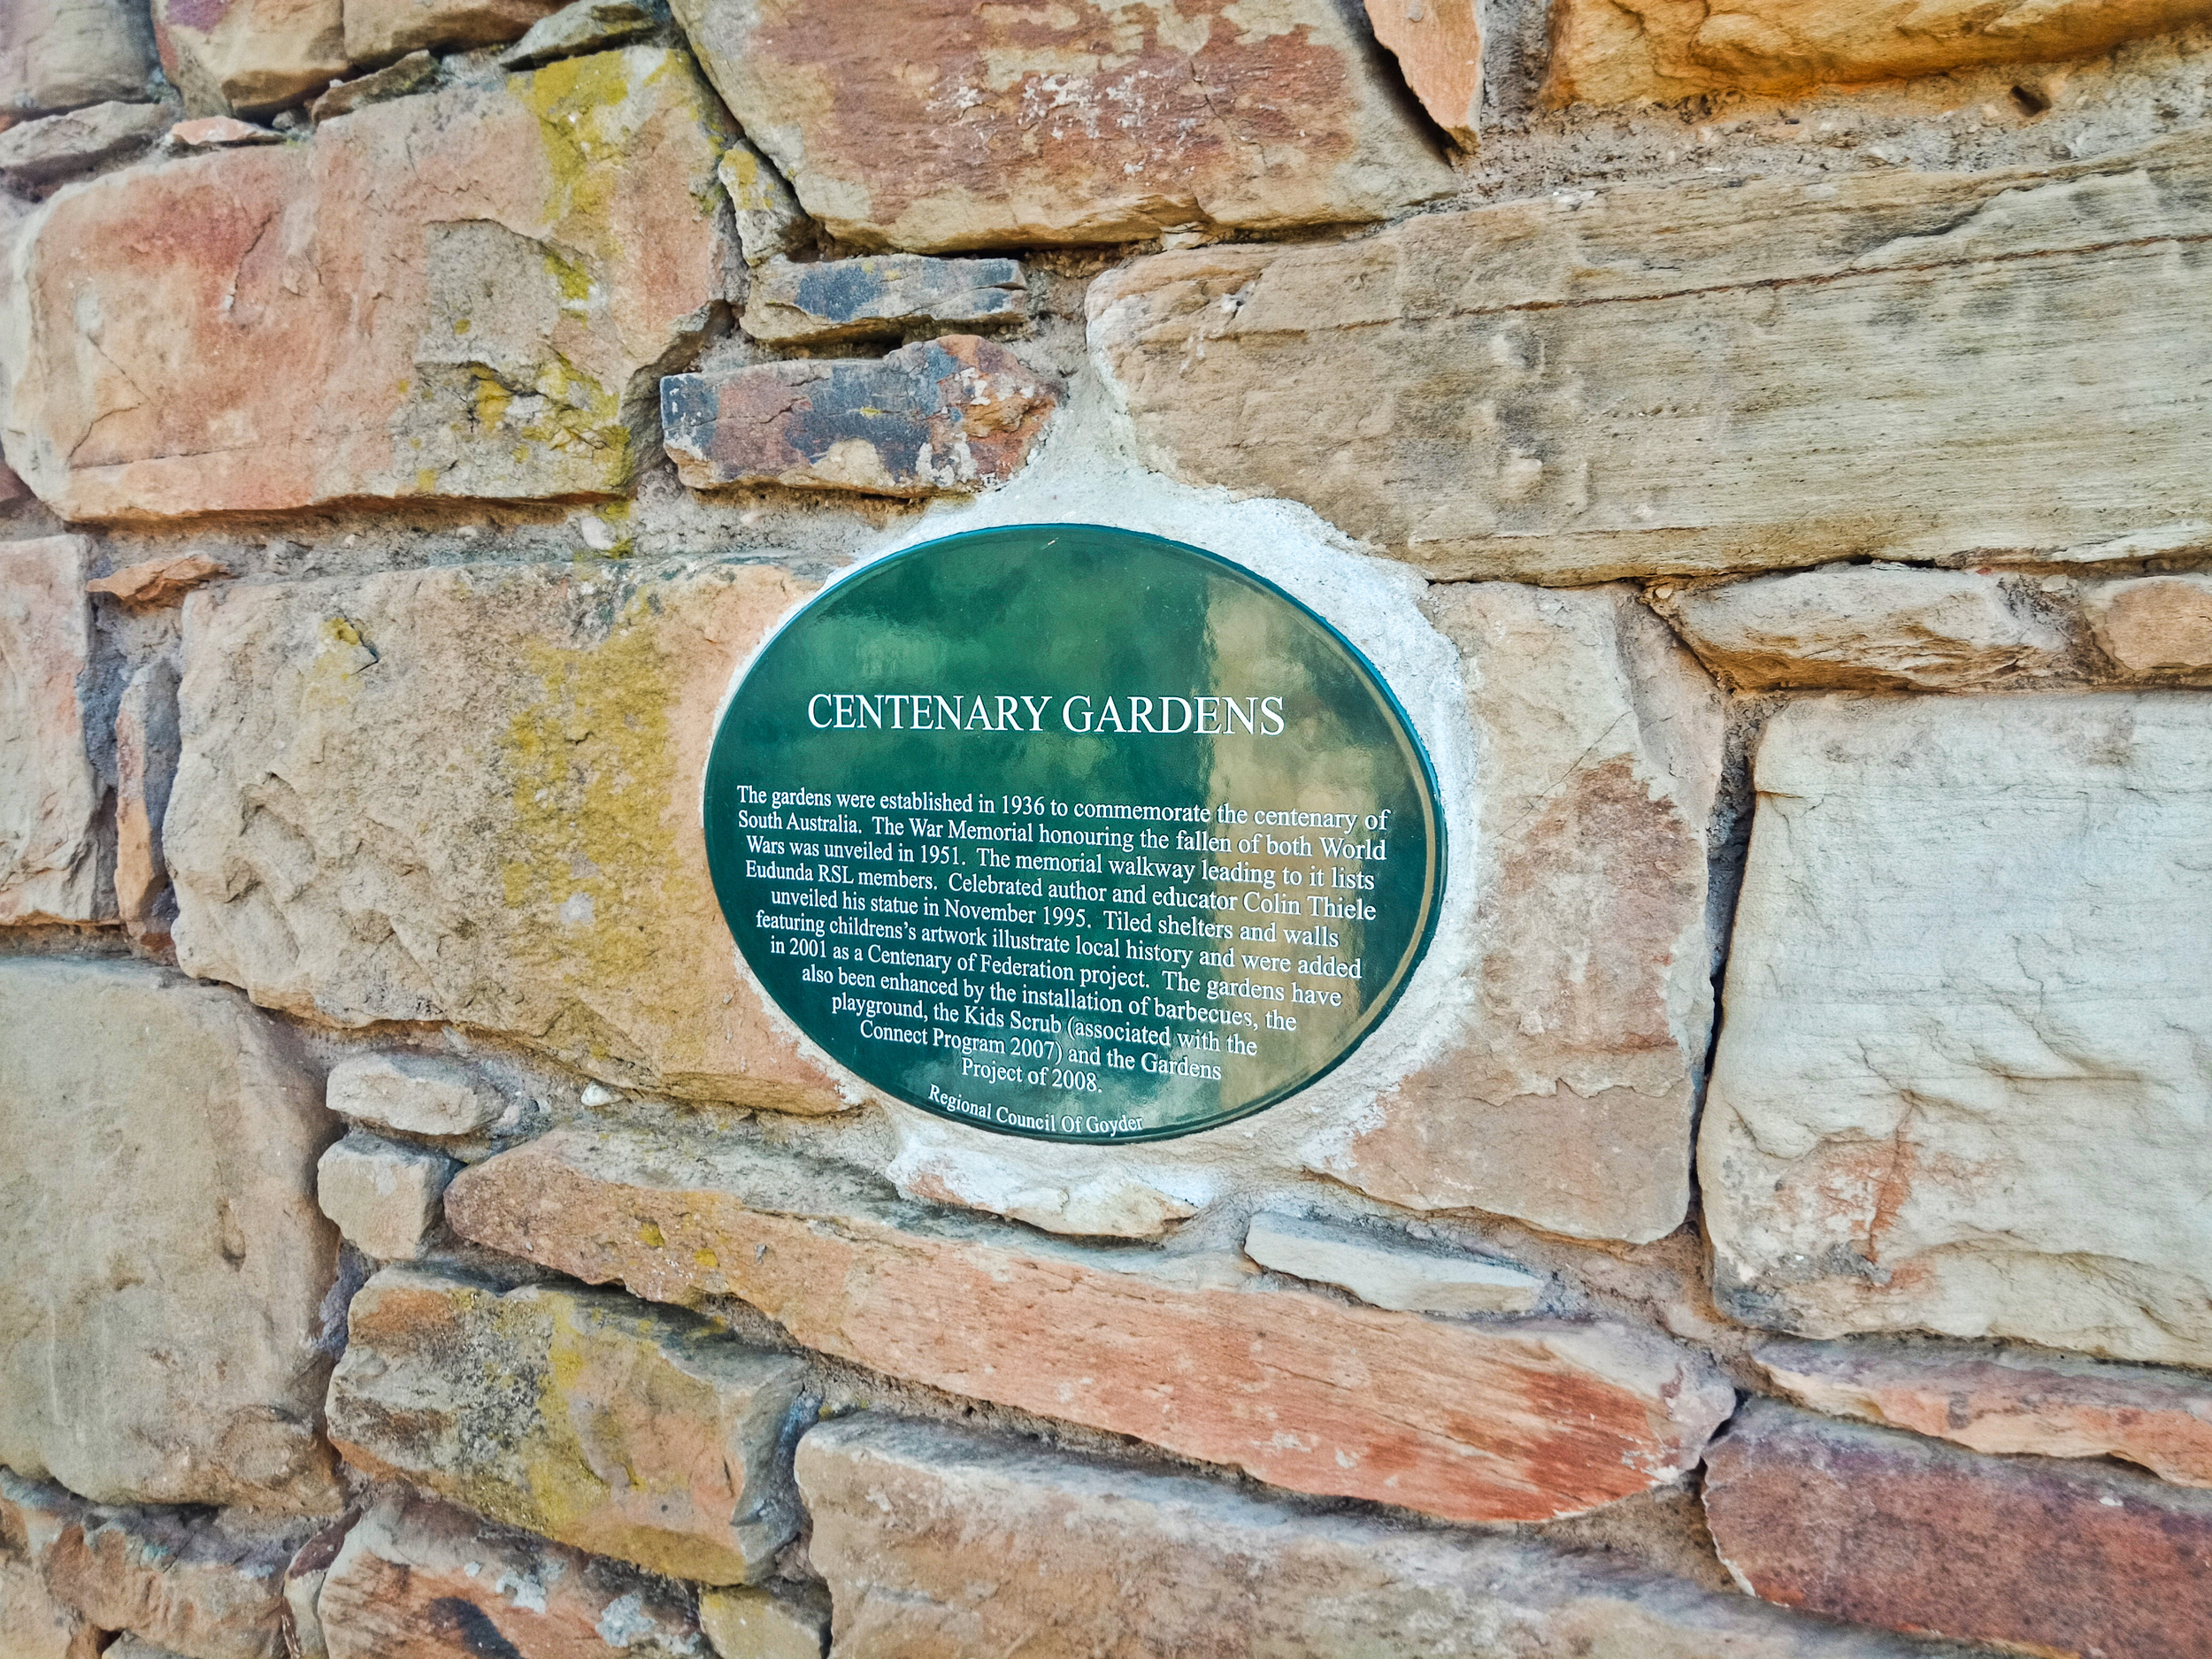 CENTENARY GARDENS
The gardens were established in 1936 to commemorate the centenary of
South Australia. The War Memorial honouring the fallen of both World
Wars was unveiled in 1951. The memorial walkway leading to it lists
Eudunda RSL members. Celebrated author and educator Colin Thiele
unveiled his statue in November 1995. Tiled shelters and walls
featuring childrens's artwork illustrate local history and were added
in 2001 as a Centenary of Federation project. The gardens have
also been enhanced by the installation of barbecues, the
playground, the Kids Scrub (associated with the
Connect Program 2007) and the Gardens
Project of 2008.
Regional Council Of Goyder